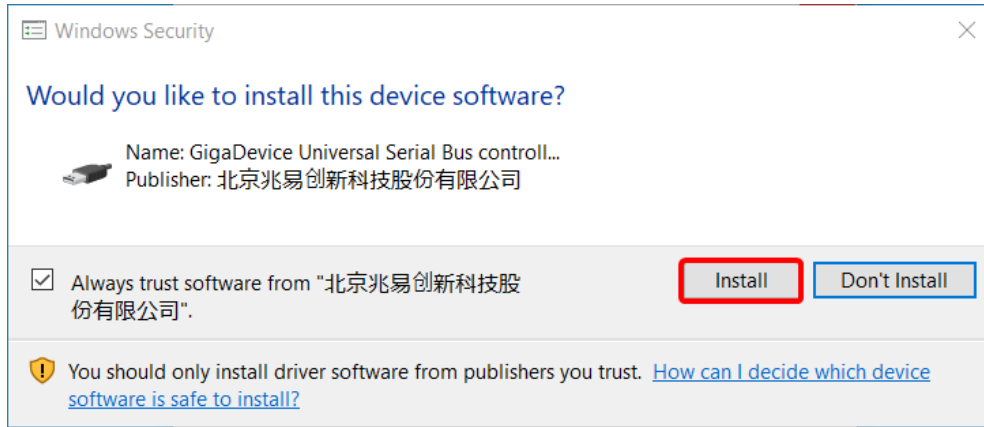 Windows Security
Would you like to install this device software?
Name: GigaDevice Universal Serial Bus controll...
Publisher: 北京兆易创新科技股份有限公司
Always trust software from "北京兆易创新科技股
份有限公司".
Install
Don't Install
You should only install driver software from publishers you trust. How can I decide which device
software is safe to install?